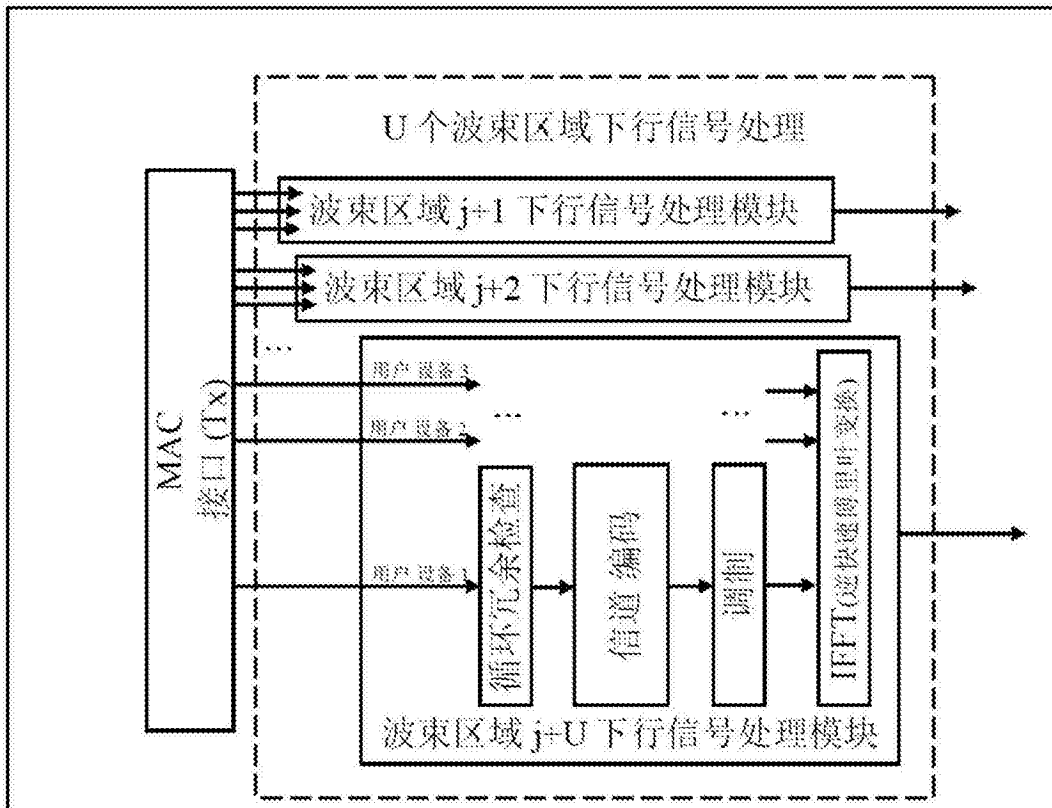 U 个波束区域下行信号处理
波束区域 j+1 下行信号处理模块
波束区域 j+2 下行信号处理模块
…
MAC
接口 (Tx)
用户 设备 3
… …
用户 设备 2
用户 设备 1
循环冗余检查
信道 编码
调制
IFFT(逆快速傅里叶变换)
波束区域 j+U 下行信号处理模块